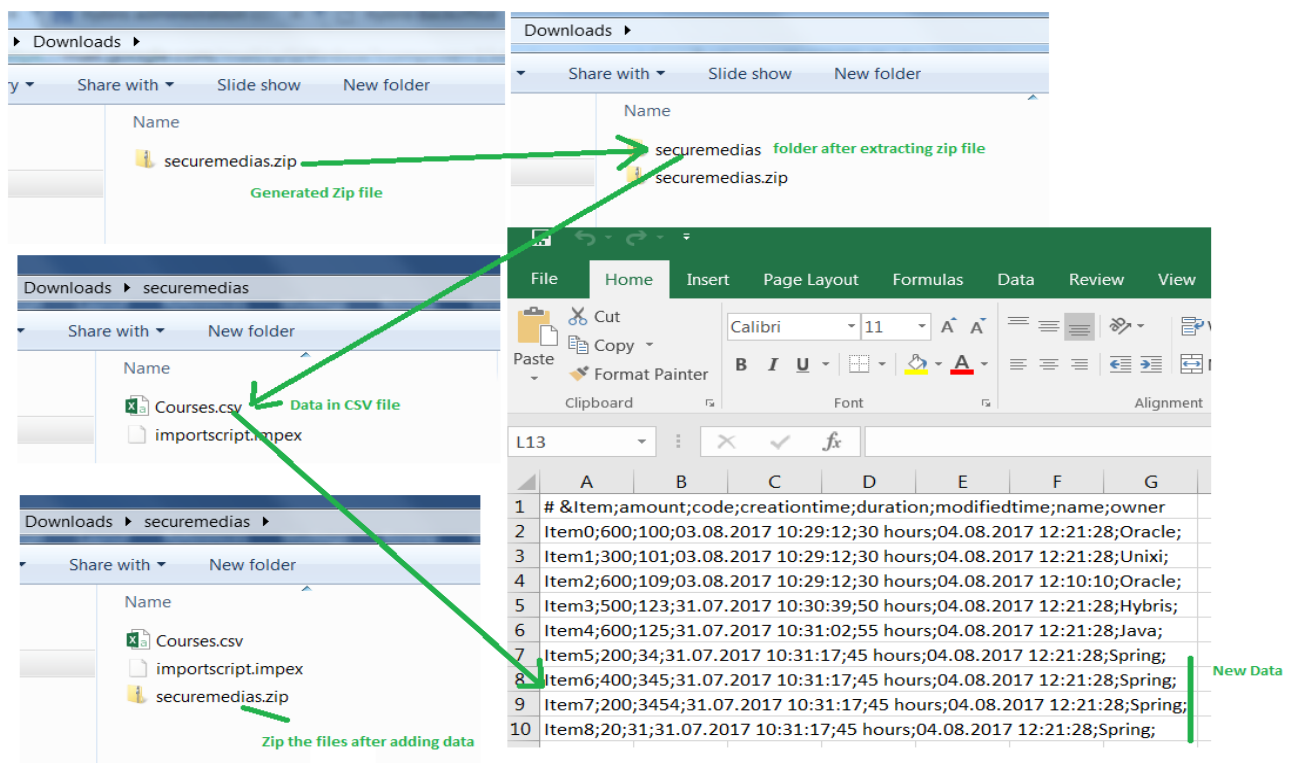 Downloads
Share with
Slide show
New folder
Name
securemedias.zip
Generated Zip file
Downloads
Share with
Slide show
New folder
Name
securemedias
folder after extracting zip file
securemedias.zip
Downloads securemedias
Share with
New folder
Name
Courses.csv
Data in CSV file
importscript.impex
Downloads securemedias
Share with
New folder
Name
Courses.csv
importscript.impex
securemedias.zip
Zip the files after adding data
File Home Insert Page Layout Formulas Data Review View
Cut
Copy
Format Painter
Paste
Clipboard
Calibri 11
B I U
Font
Alignment
L13 fx
A B C D E F G
1 # &Item;amount;code;creationtime;duration;modifiedtime;name;owner
2 Item0;600;100;03.08.2017 10:29:12;30 hours;04.08.2017 12:21:28;Oracle;
3 Item1;300;101;03.08.2017 10:29:12;30 hours;04.08.2017 12:21:28;Unixi;
4 Item2;600;109;03.08.2017 10:29:12;30 hours;04.08.2017 12:10:10;Oracle;
5 Item3;500;123;31.07.2017 10:30:39;50 hours;04.08.2017 12:21:28;Hybris;
6 Item4;600;125;31.07.2017 10:31:02;55 hours;04.08.2017 12:21:28;Java;
7 Item5;200;34;31.07.2017 10:31:17;45 hours;04.08.2017 12:21:28;Spring;
8 Item6;400;345;31.07.2017 10:31:17;45 hours;04.08.2017 12:21:28;Spring;
9 Item7;200;3454;31.07.2017 10:31:17;45 hours;04.08.2017 12:21:28;Spring;
10 Item8;20;31;31.07.2017 10:31:17;45 hours;04.08.2017 12:21:28;Spring;
New Data